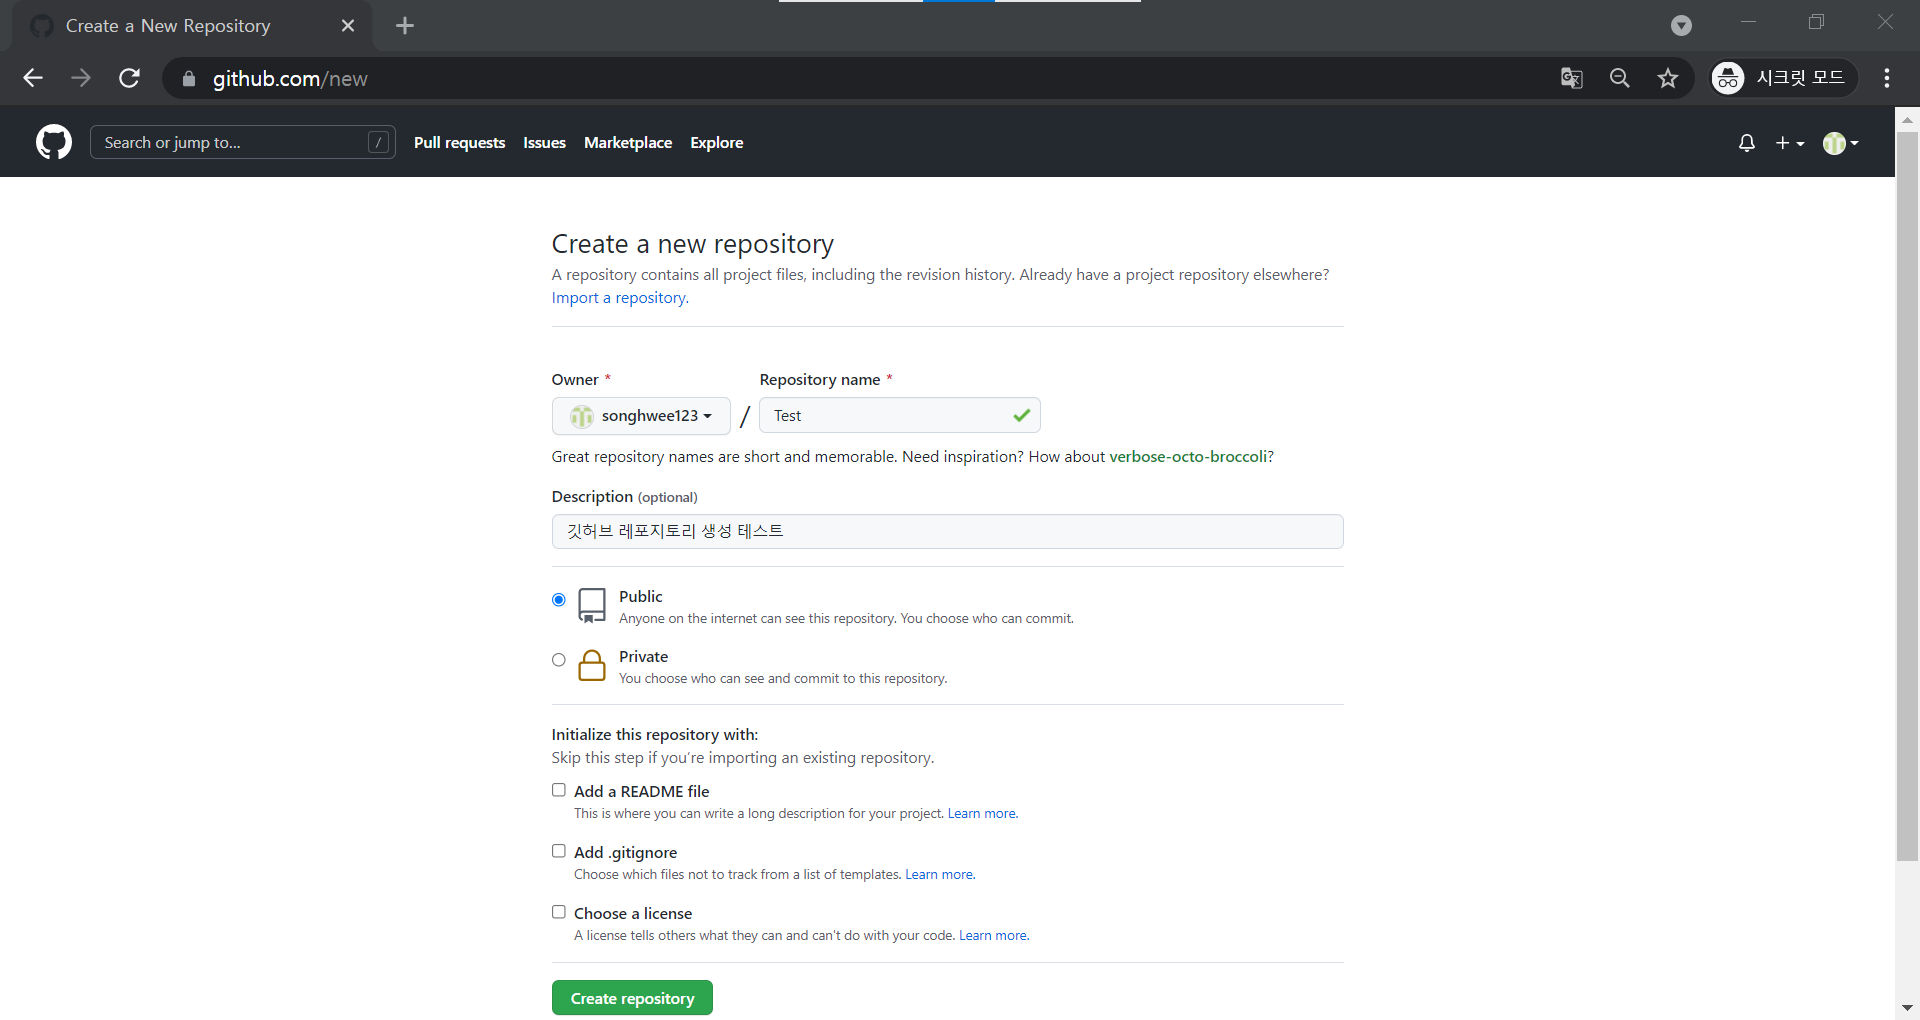 Create a New Repository
github.com/new
시크릿 모드
Search or jump to... /
Pull requests Issues Marketplace Explore
Create a new repository
A repository contains all project files, including the revision history. Already have a project repository elsewhere?
Import a repository.
Owner * Repository name *
songhwee123 / Test
Great repository names are short and memorable. Need inspiration? How about verbose-octo-broccoli?
Description (optional)
깃허브 레포지토리 생성 테스트
Public
Anyone on the internet can see this repository. You choose who can commit.
Private
You choose who can see and commit to this repository.
Initialize this repository with:
Skip this step if you're importing an existing repository.
Add a README file
This is where you can write a long description for your project. Learn more.
Add .gitignore
Choose which files not to track from a list of templates. Learn more.
Choose a license
A license tells others what they can and can't do with your code. Learn more.
Create repository